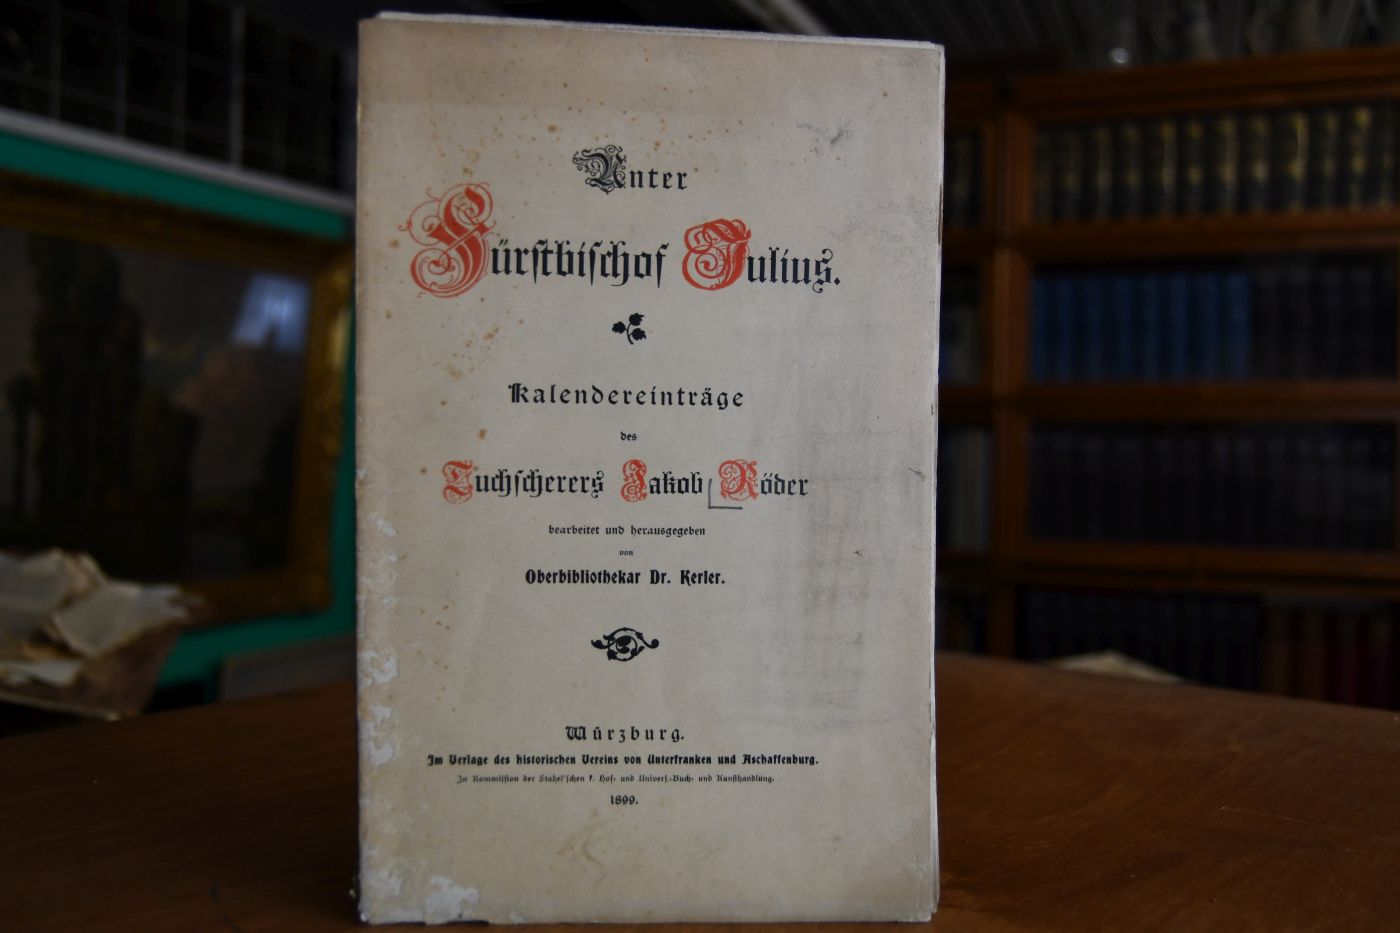 Unter
Fürstbischof Julius.
Kalendereinträge
des
Tuchscherers Jakob Röder
bearbeitet und herausgegeben
von
Oberbibliothekar Dr. Kerler.
Würzburg.
Im Verlage des historischen Vereins von Unterfranken und Aschaffenburg.
In Kommission der Stahel'schen k. Hof- und Univers.-Buch- und Kunsthandlung.
1899.